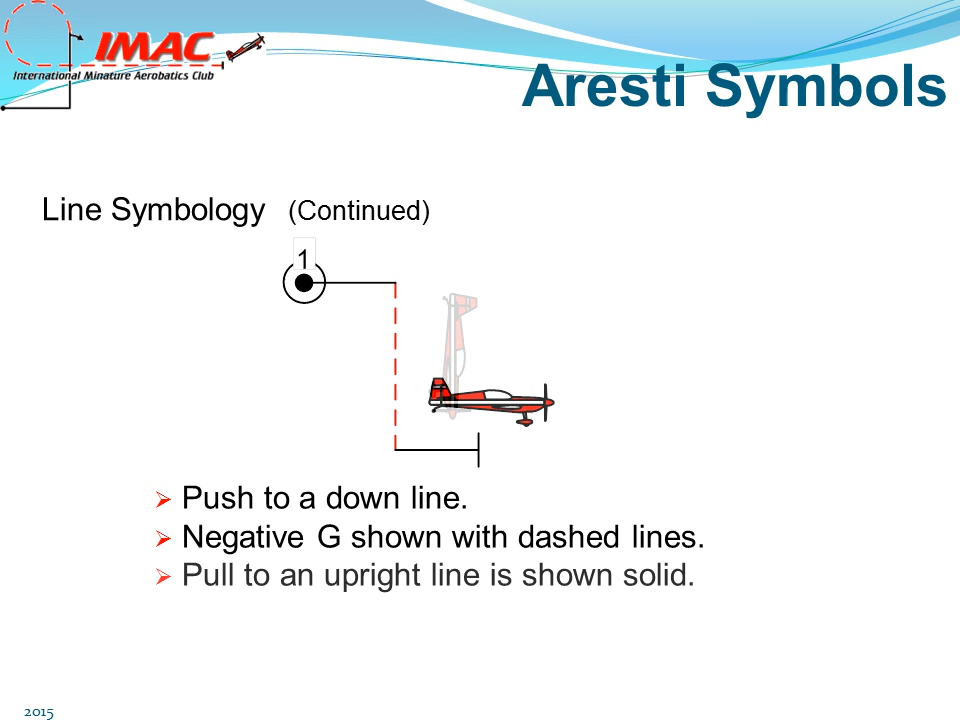 IMAC
International Minature Aerobatics Club
Aresti Symbols
Line Symbology (Continued)
1
Push to a down line.
Negative G shown with dashed lines.
Pull to an upright line is shown solid.
2015